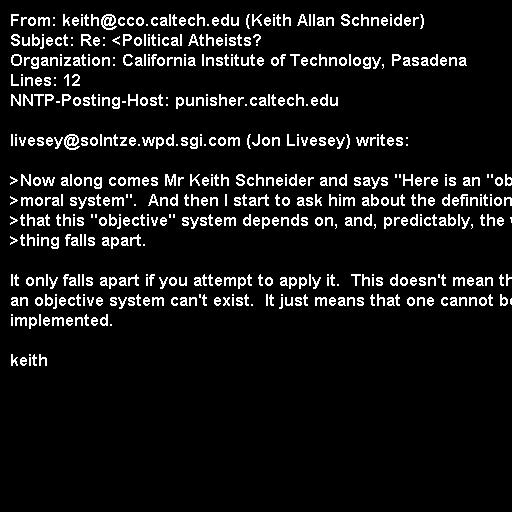 From: keith@cco.caltech.edu (Keith Allan Schneider)
Subject: Re: <Political Atheists?
Organization: California Institute of Technology, Pasadena
Lines: 12
NNTP-Posting-Host: punisher.caltech.edu

livesey@solntze.wpd.sgi.com (Jon Livesey) writes:

>Now along comes Mr Keith Schneider and says "Here is an
>moral system".  And then I start to ask him about the definition
>that this "objective" system depends on, and, predictably, the
>thing falls apart.

It only falls apart if you attempt to apply it.  This doesn't mean
an objective system can't exist.  It just means that one cannot
implemented.

keith